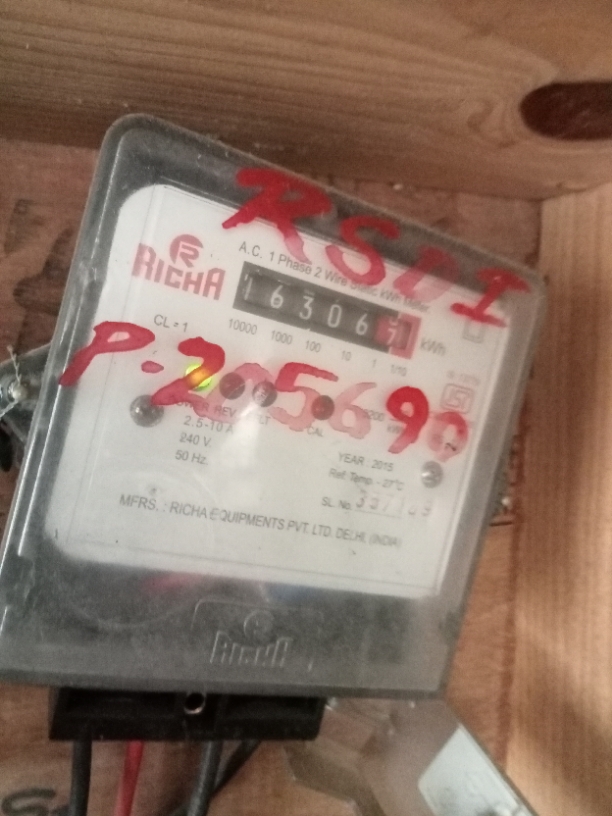 RSDI
A.C. 1 Phase 2 Wire Static kWh Meter
RICHA
16306
kWh
CL - 1
10000 1000 100 10 1 1/10
P-205690
POWER REV
CAL
2.5-10 A
240 V.
50 Hz.
YEAR : 2015
Ref. Temp. - 27°C
SL. No.
MFRS. : RICHA EQUIPMENTS PVT. LTD. DELHI, (INDIA)
RICHA